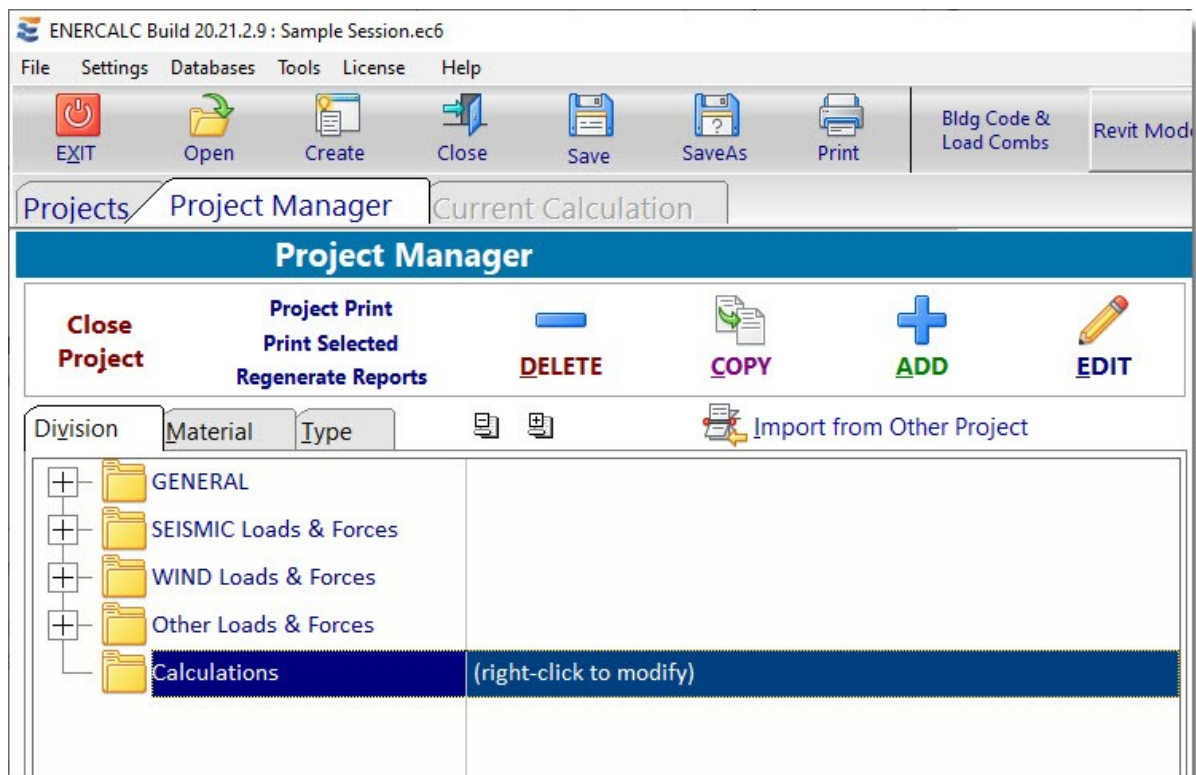 ENERCALC Build 20.21.2.9 : Sample Session.ec6
File Settings Databases Tools License Help
EXIT Open Create Close Save SaveAs Print
Bldg Code &
Load Combs
Revit Mod
Projects Project Manager Current Calculation
Project Manager
Close
Project
Project Print
Print Selected
Regenerate Reports
DELETE COPY ADD EDIT
Division Material Type Import from Other Project
GENERAL
SEISMIC Loads & Forces
WIND Loads & Forces
Other Loads & Forces
Calculations (right-click to modify)